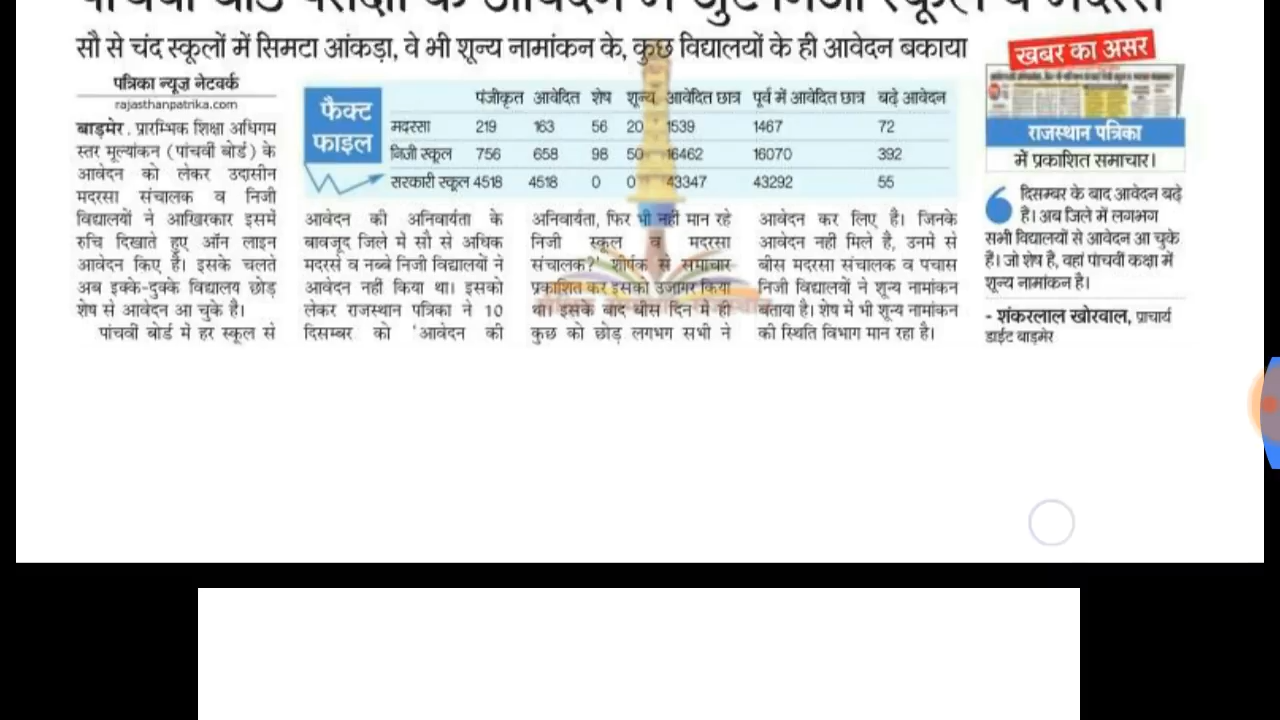 पांचवीं बोर्ड परीक्षा के आवेदन में जुटे निजी स्कूल व मदरसे
सौ से चंद स्कूलों में सिमटा आंकड़ा, वे भी शून्य नामांकन के, कुछ विद्यालयों के ही आवेदन बकाया
पत्रिका न्यूज़ नेटवर्क
rajasthanpatrika.com
बाड़मेर. प्रारम्भिक शिक्षा अधिगम
स्तर मूल्यांकन (पांचवीं बोर्ड) के
आवेदन को लेकर उदासीन
मदरसा संचालक व निजी
विद्यालयों ने आखिरकार इसमें
रुचि दिखाते हुए ऑन लाइन
आवेदन किए हैं। इसके चलते
अब इक्के-दुक्के विद्यालय छोड़
शेष से आवेदन आ चुके है।
पांचवीं बोर्ड में हर स्कूल से
फैक्ट
फाइल
पंजीकृत आवेदित शेष शून्य आवेदित छात्र पूर्व में आवेदित छात्र बढ़े आवेदन
मदरसा 219 163 56 20 1539 1467 72
निजी स्कूल 756 658 98 50 16462 16070 392
सरकारी स्कूल 4518 4518 0 0 43347 43292 55
आवेदन की अनिवार्यता के
बावजूद जिले में सौ से अधिक
मदरसे व नब्बे निजी विद्यालयों ने
आवेदन नहीं किया था। इसको
लेकर राजस्थान पत्रिका ने 10
दिसम्बर को 'आवेदन की
अनिवार्यता, फिर भी नहीं मान रहे
निजी स्कूल व मदरसा
संचालक?' शीर्षक से समाचार
प्रकाशित कर इसको उजागर किया
था। इसके बाद बीस दिन में ही
कुछ को छोड़ लगभग सभी ने
आवेदन कर लिए है। जिनके
आवेदन नही मिले है, उनमे से
बीस मदरसा संचालक व पचास
निजी विद्यालयों ने शून्य नामांकन
बताया है। शेष में भी शून्य नामांकन
की स्थिति विभाग मान रहा है।
खबर का असर
राजस्थान पत्रिका
में प्रकाशित समाचार।
दिसम्बर के बाद आवेदन बढ़े
है। अब जिले में लगभग
सभी विद्यालयों से आवेदन आ चुके
हैं। जो शेष है, वहां पांचवीं कक्षा में
शून्य नामांकन है।
- शंकरलाल खोरवाल, प्राचार्य
डाईट बाड़मेर